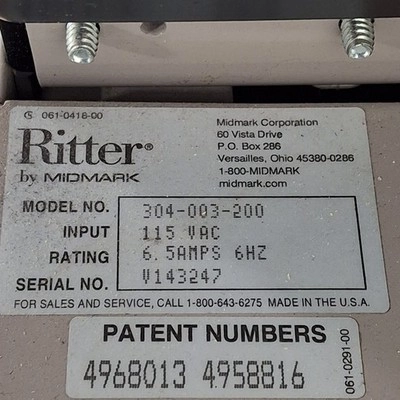 061-0418-00
Ritter®
by MIDMARK
Midmark Corporation
60 Vista Drive
P.O. Box 286
Versailles, Ohio 45380-0286
1-800-MIDMARK
midmark.com
MODEL NO. 304-003-200
INPUT 115 VAC
RATING 6.5AMPS 6HZ
SERIAL NO. V143247
FOR SALES AND SERVICE, CALL 1-800-643-6275 MADE IN THE U.S.A.
PATENT NUMBERS
4968013 4958816
061-0291-00